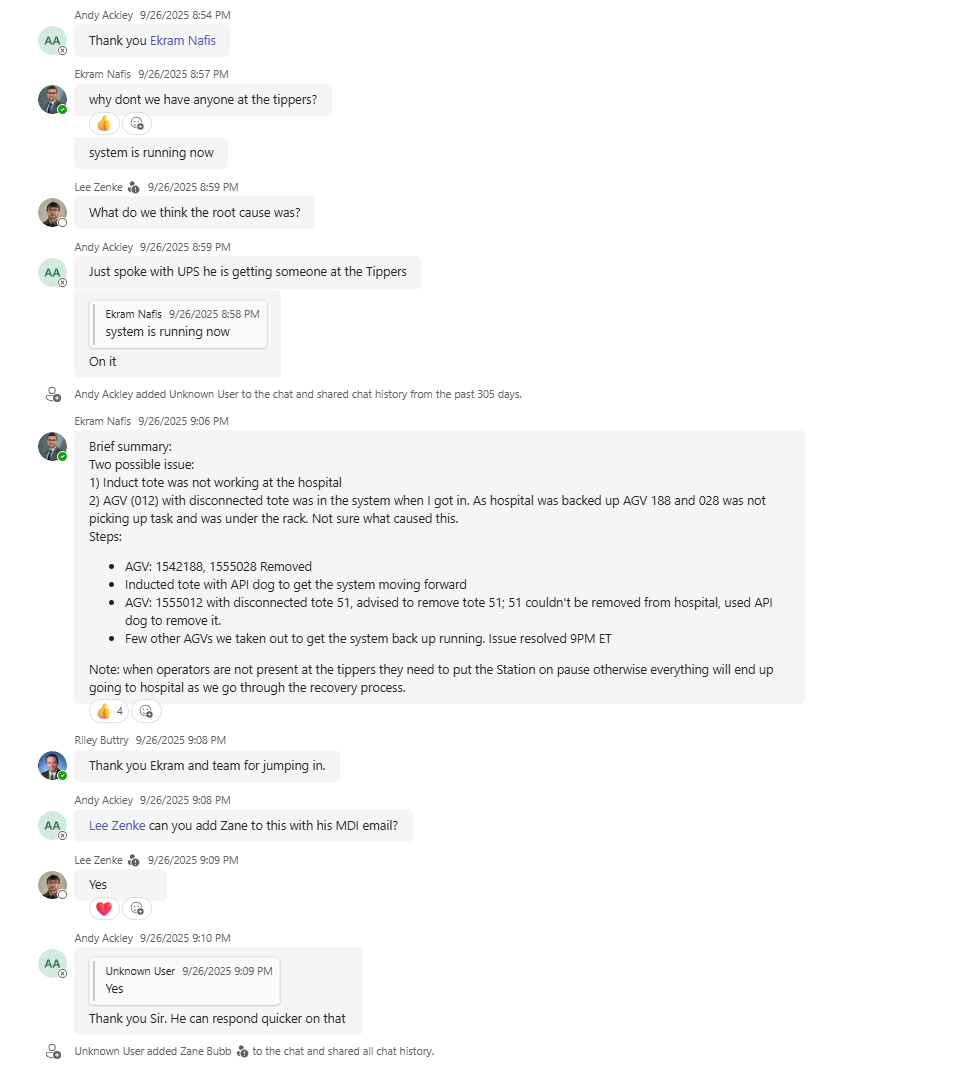 Andy Ackley 9/26/2025 8:54 PM
AA
Thank you Ekram Nafis
Ekram Nafis 9/26/2025 8:57 PM
why dont we have anyone at the tippers?
system is running now
Lee Zenke 9/26/2025 8:59 PM
What do we think the root cause was?
Andy Ackley 9/26/2025 8:59 PM
AA
Just spoke with UPS he is getting someone at the Tippers
Ekram Nafis 9/26/2025 8:58 PM
system is running now
On it
Andy Ackley added Unknown User to the chat and shared chat history from the past 305 days.
Ekram Nafis 9/26/2025 9:06 PM
Brief summary:
Two possible issue:
1) Induct tote was not working at the hospital
2) AGV (012) with disconnected tote was in the system when I got in. As hospital was backed up AGV 188 and 028 was not
picking up task and was under the rack. Not sure what caused this.
Steps:
• AGV: 1542188, 1555028 Removed
• Inducted tote with API dog to get the system moving forward
• AGV: 1555012 with disconnected tote 51, advised to remove tote 51; 51 couldn't be removed from hospital, used API
dog to remove it.
• Few other AGVs we taken out to get the system back up running. Issue resolved 9PM ET
Note: when operators are not present at the tippers they need to put the Station on pause otherwise everything will end up
going to hospital as we go through the recovery process.
4
Riley Buttry 9/26/2025 9:08 PM
Thank you Ekram and team for jumping in.
Andy Ackley 9/26/2025 9:08 PM
AA
Lee Zenke can you add Zane to this with his MDI email?
Lee Zenke 9/26/2025 9:09 PM
Yes
Andy Ackley 9/26/2025 9:10 PM
AA
Unknown User 9/26/2025 9:09 PM
Yes
Thank you Sir. He can respond quicker on that
Unknown User added Zane Bubb to the chat and shared all chat history.